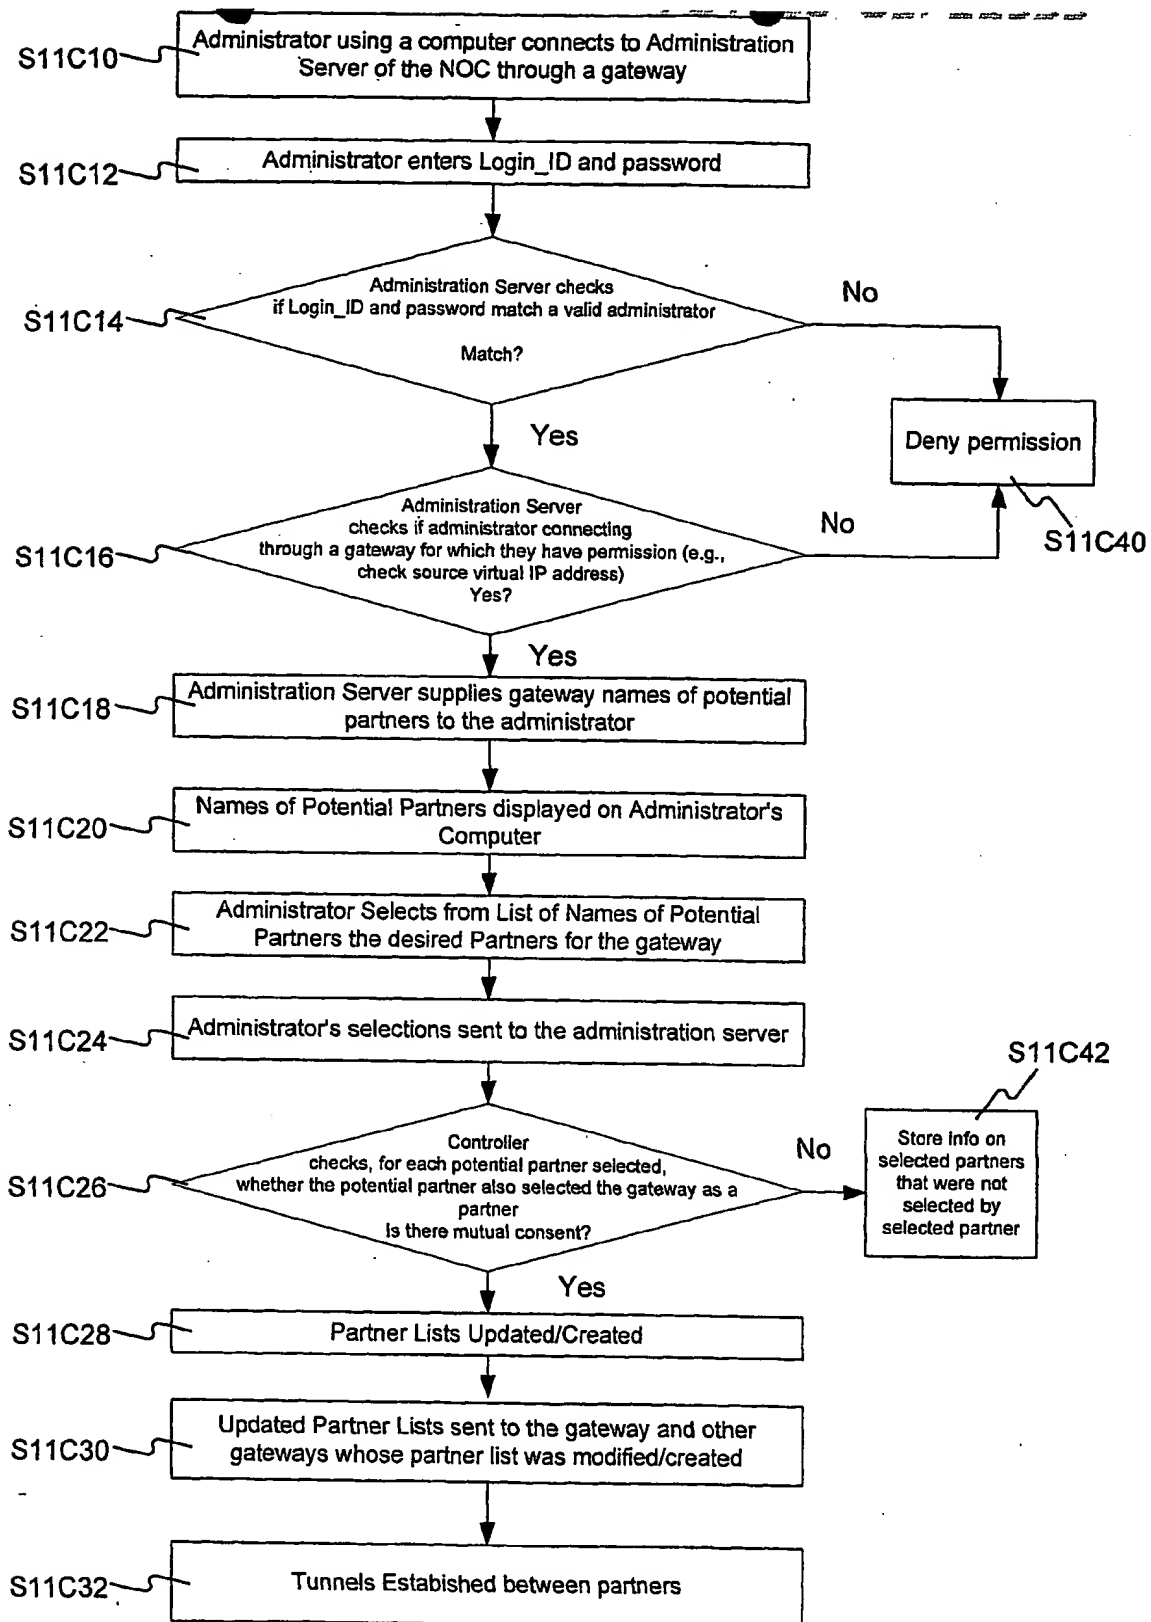 S11C10
Administrator using a computer connects to Administration
Server of the NOC through a gateway
S11C12
Administrator enters Login_ID and password
S11C14
Administration Server checks
if Login_ID and password match a valid administrator
Match?
No
Yes
Deny permission
S11C40
S11C16
Administration Server
checks if administrator connecting
through a gateway for which they have permission (e.g.,
check source virtual IP address)
Yes?
No
Yes
S11C18
Administration Server supplies gateway names of potential
partners to the administrator
S11C20
Names of Potential Partners displayed on Administrator's
Computer
S11C22
Administrator Selects from List of Names of Potential
Partners the desired Partners for the gateway
S11C24
Administrator's selections sent to the administration server
S11C26
Controller
checks, for each potential partner selected,
whether the potential partner also selected the gateway as a
partner
Is there mutual consent?
No
S11C42
Store info on
selected partners
that were not
selected by
selected partner
Yes
S11C28
Partner Lists Updated/Created
S11C30
Updated Partner Lists sent to the gateway and other
gateways whose partner list was modified/created
S11C32
Tunnels Estabished between partners